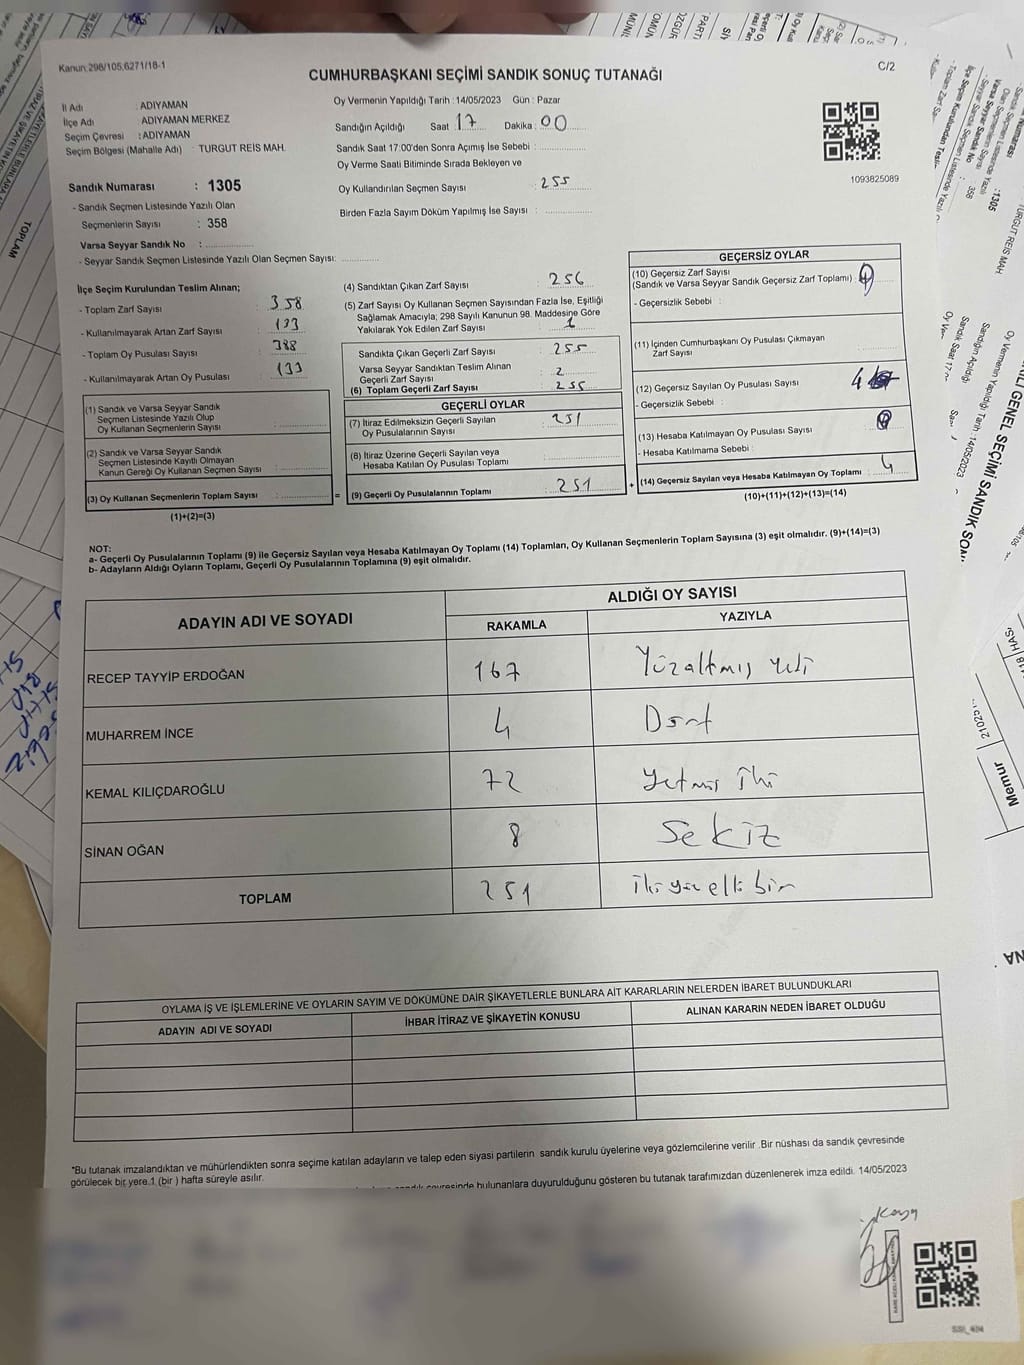 Kanun:298/105,6271/18-1
C/2
CUMHURBAŞKANI SEÇİMİ SANDIK SONUÇ TUTANAĞI
İl Adı : ADIYAMAN
İlçe Adı : ADIYAMAN MERKEZ
Seçim Çevresi : ADIYAMAN
Seçim Bölgesi (Mahalle Adı) : TURGUT REİS MAH.
Sandık Numarası : 1305
- Sandık Seçmen Listesinde Yazılı Olan
Seçmenlerin Sayısı : 358
Varsa Seyyar Sandık No :
- Seyyar Sandık Seçmen Listesinde Yazılı Olan Seçmen Sayısı:
Oy Vermenin Yapıldığı Tarih :14/05/2023 Gün : Pazar
Sandığın Açıldığı Saat 17 Dakika 00
Sandık Saat 17:00'den Sonra Açımış İse Sebebi :
Oy Verme Saati Bitiminde Sırada Bekleyen ve
Oy Kullandırılan Seçmen Sayısı : 255
Birden Fazla Sayım Döküm Yapılmış İse Sayısı :
1093825089
İlçe Seçim Kurulundan Teslim Alınan;
- Toplam Zarf Sayısı : 358
- Kullanılmayarak Artan Zarf Sayısı : 133
- Toplam Oy Pusulası Sayısı : 388
- Kullanılmayarak Artan Oy Pusulası : 133
(1) Sandık ve Varsa Seyyar Sandık
Seçmen Listesinde Yazılı Olup
Oy Kullanan Seçmenlerin Sayısı :
(2) Sandık ve Varsa Seyyar Sandık
Seçmen Listesinde Kayıtlı Olmayan
Kanun Gereği Oy Kullanan Seçmen Sayısı :
(3) Oy Kullanan Seçmenlerin Toplam Sayısı :
(1)+(2)=(3)
(4) Sandıktan Çıkan Zarf Sayısı : 256
(5) Zarf Sayısı Oy Kullanan Seçmen Sayısından Fazla İse, Eşitliği
Sağlamak Amacıyla; 298 Sayılı Kanunun 98. Maddesine Göre
Yakılarak Yok Edilen Zarf Sayısı : 1
Sandıkta Çıkan Geçerli Zarf Sayısı : 255
Varsa Seyyar Sandıktan Teslim Alınan
Geçerli Zarf Sayısı : 2
(6) Toplam Geçerli Zarf Sayısı : 255
GEÇERLİ OYLAR
(7) İtiraz Edilmeksizin Geçerli Sayılan
Oy Pusulalarının Sayısı : 251
(8) İtiraz Üzerine Geçerli Sayılan veya
Hesaba Katılan Oy Pusulası Toplamı :
= (9) Geçerli Oy Pusulalarının Toplamı : 251
GEÇERSİZ OYLAR
(10) Geçersiz Zarf Sayısı
(Sandık ve Varsa Seyyar Sandık Geçersiz Zarf Toplamı) :
- Geçersizlik Sebebi :
(11) İçinden Cumhurbaşkanı Oy Pusulası Çıkmayan
Zarf Sayısı :
(12) Geçersiz Sayılan Oy Pusulası Sayısı : 4
- Geçersizlik Sebebi :
(13) Hesaba Katılmayan Oy Pusulası Sayısı :
- Hesaba Katılmama Sebebi :
+ (14) Geçersiz Sayılan veya Hesaba Katılmayan Oy Toplamı : 4
(10)+(11)+(12)+(13)=(14)
NOT:
a- Geçerli Oy Pusulalarının Toplamı (9) ile Geçersiz Sayılan veya Hesaba Katılmayan Oy Toplamı (14) Toplamları, Oy Kullanan Seçmenlerin Toplam Sayısına (3) eşit olmalıdır. (9)+(14)=(3)
b- Adayların Aldığı Oyların Toplamı, Geçerli Oy Pusulalarının Toplamına (9) eşit olmalıdır.
ADAYIN ADI VE SOYADI
ALDIĞI OY SAYISI
RAKAMLA YAZIYLA
RECEP TAYYİP ERDOĞAN 167 Yüzaltmış yedi
MUHARREM İNCE 4 Dört
KEMAL KILIÇDAROĞLU 72 Yetmiş İki
SİNAN OĞAN 8 Sekiz
TOPLAM 251 İkiyüz elli bir
OYLAMA İŞ VE İŞLEMLERİNE VE OYLARIN SAYIM VE DÖKÜMÜNE DAİR ŞİKAYETLERLE BUNLARA AİT KARARLARIN NELERDEN İBARET BULUNDUKLARI
ADAYIN ADI VE SOYADI İHBAR İTİRAZ VE ŞİKAYETİN KONUSU ALINAN KARARIN NEDEN İBARET OLDUĞU
*Bu tutanak imzalandıktan ve mühürlendikten sonra seçime katılan adayların ve talep eden siyasi partilerin sandık kurulu üyelerine veya gözlemcilerine verilir .Bir nüshası da sandık çevresinde
görülecek bir yere 1 (bir ) hafta süreyle asılır.
bulunanlara duyurulduğunu gösteren bu tutanak tarafımızdan düzenlenerek imza edildi. 14/05/2023
TOPLAM
Memur